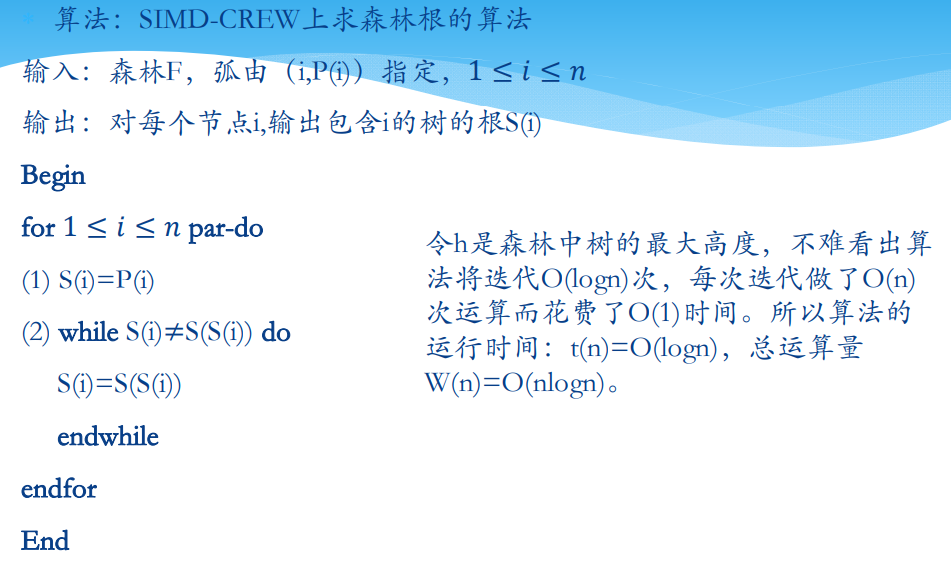 算法：SIMD-CREW上求森林根的算法
输入：森林F，弧由（i,P(i)）指定，1 ≤ i ≤ n
输出：对每个节点i,输出包含i的树的根S(i)
Begin
for 1 ≤ i ≤ n par-do
(1) S(i)=P(i)
(2) while S(i)≠S(S(i)) do
S(i)=S(S(i))
endwhile
endfor
End
令h是森林中树的最大高度，不难看出算
法将迭代O(logn)次，每次迭代做了O(n)
次运算而花费了O(1)时间。所以算法的
运行时间：t(n)=O(logn)，总运算量
W(n)=O(nlogn)。